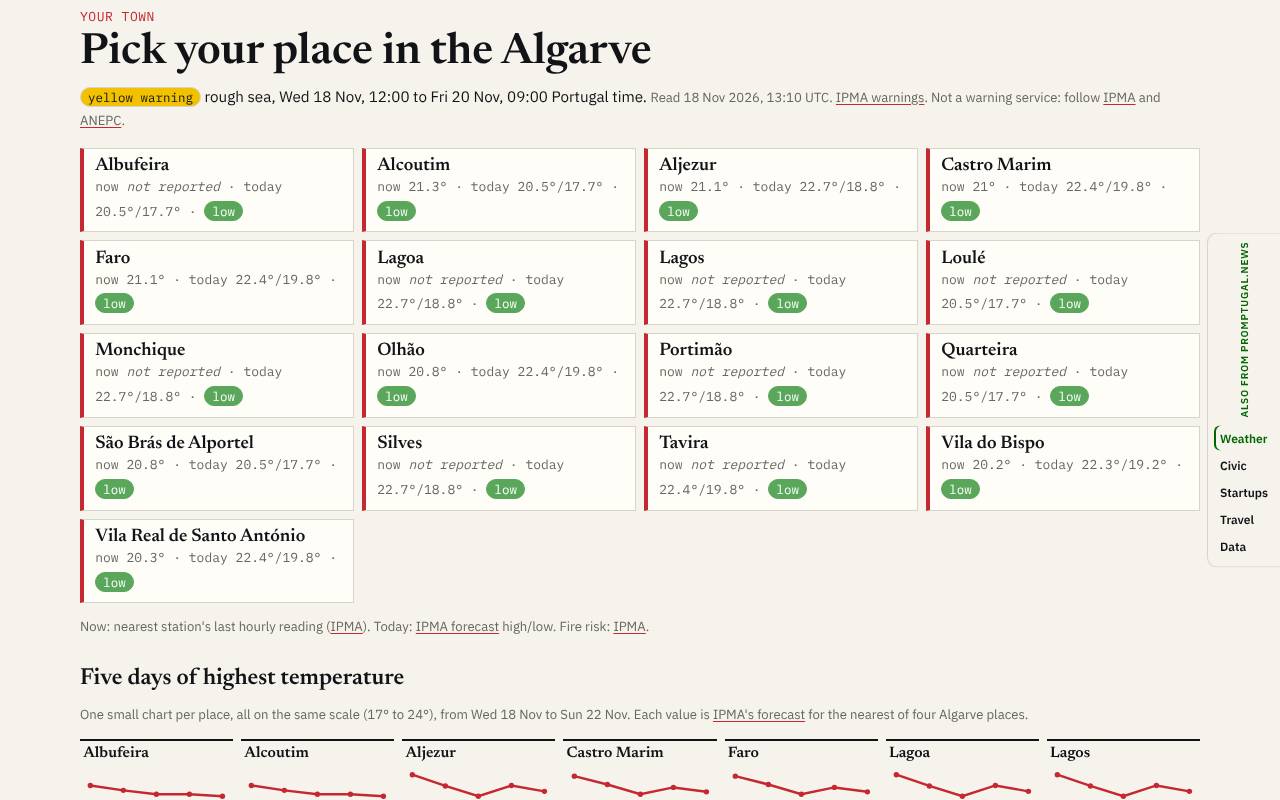 YOUR TOWN
Pick your place in the Algarve
yellow warning rough sea, Wed 18 Nov, 12:00 to Fri 20 Nov, 09:00 Portugal time. Read 18 Nov 2026, 13:10 UTC. IPMA warnings. Not a warning service: follow IPMA and
ANEPC.
Albufeira
now not reported · today
20.5°/17.7° · low
Alcoutim
now 21.3° · today 20.5°/17.7° ·
low
Aljezur
now 21.1° · today 22.7°/18.8° ·
low
Castro Marim
now 21° · today 22.4°/19.8° ·
low
Faro
now 21.1° · today 22.4°/19.8° ·
low
Lagoa
now not reported · today
22.7°/18.8° · low
Lagos
now not reported · today
22.7°/18.8° · low
Loulé
now not reported · today
20.5°/17.7° · low
Monchique
now not reported · today
22.7°/18.8° · low
Olhão
now 20.8° · today 22.4°/19.8° ·
low
Portimão
now not reported · today
22.7°/18.8° · low
Quarteira
now not reported · today
20.5°/17.7° · low
São Brás de Alportel
now 20.8° · today 20.5°/17.7° ·
low
Silves
now not reported · today
22.7°/18.8° · low
Tavira
now not reported · today
22.4°/19.8° · low
Vila do Bispo
now 20.2° · today 22.3°/19.2° ·
low
Vila Real de Santo António
now 20.3° · today 22.4°/19.8° ·
low
Now: nearest station's last hourly reading (IPMA). Today: IPMA forecast high/low. Fire risk: IPMA.
Five days of highest temperature
One small chart per place, all on the same scale (17° to 24°), from Wed 18 Nov to Sun 22 Nov. Each value is IPMA's forecast for the nearest of four Algarve places.
Albufeira
Alcoutim
Aljezur
Castro Marim
Faro
Lagoa
Lagos
ALSO FROM PROMPTUGAL.NEWS
Weather
Civic
Startups
Travel
Data